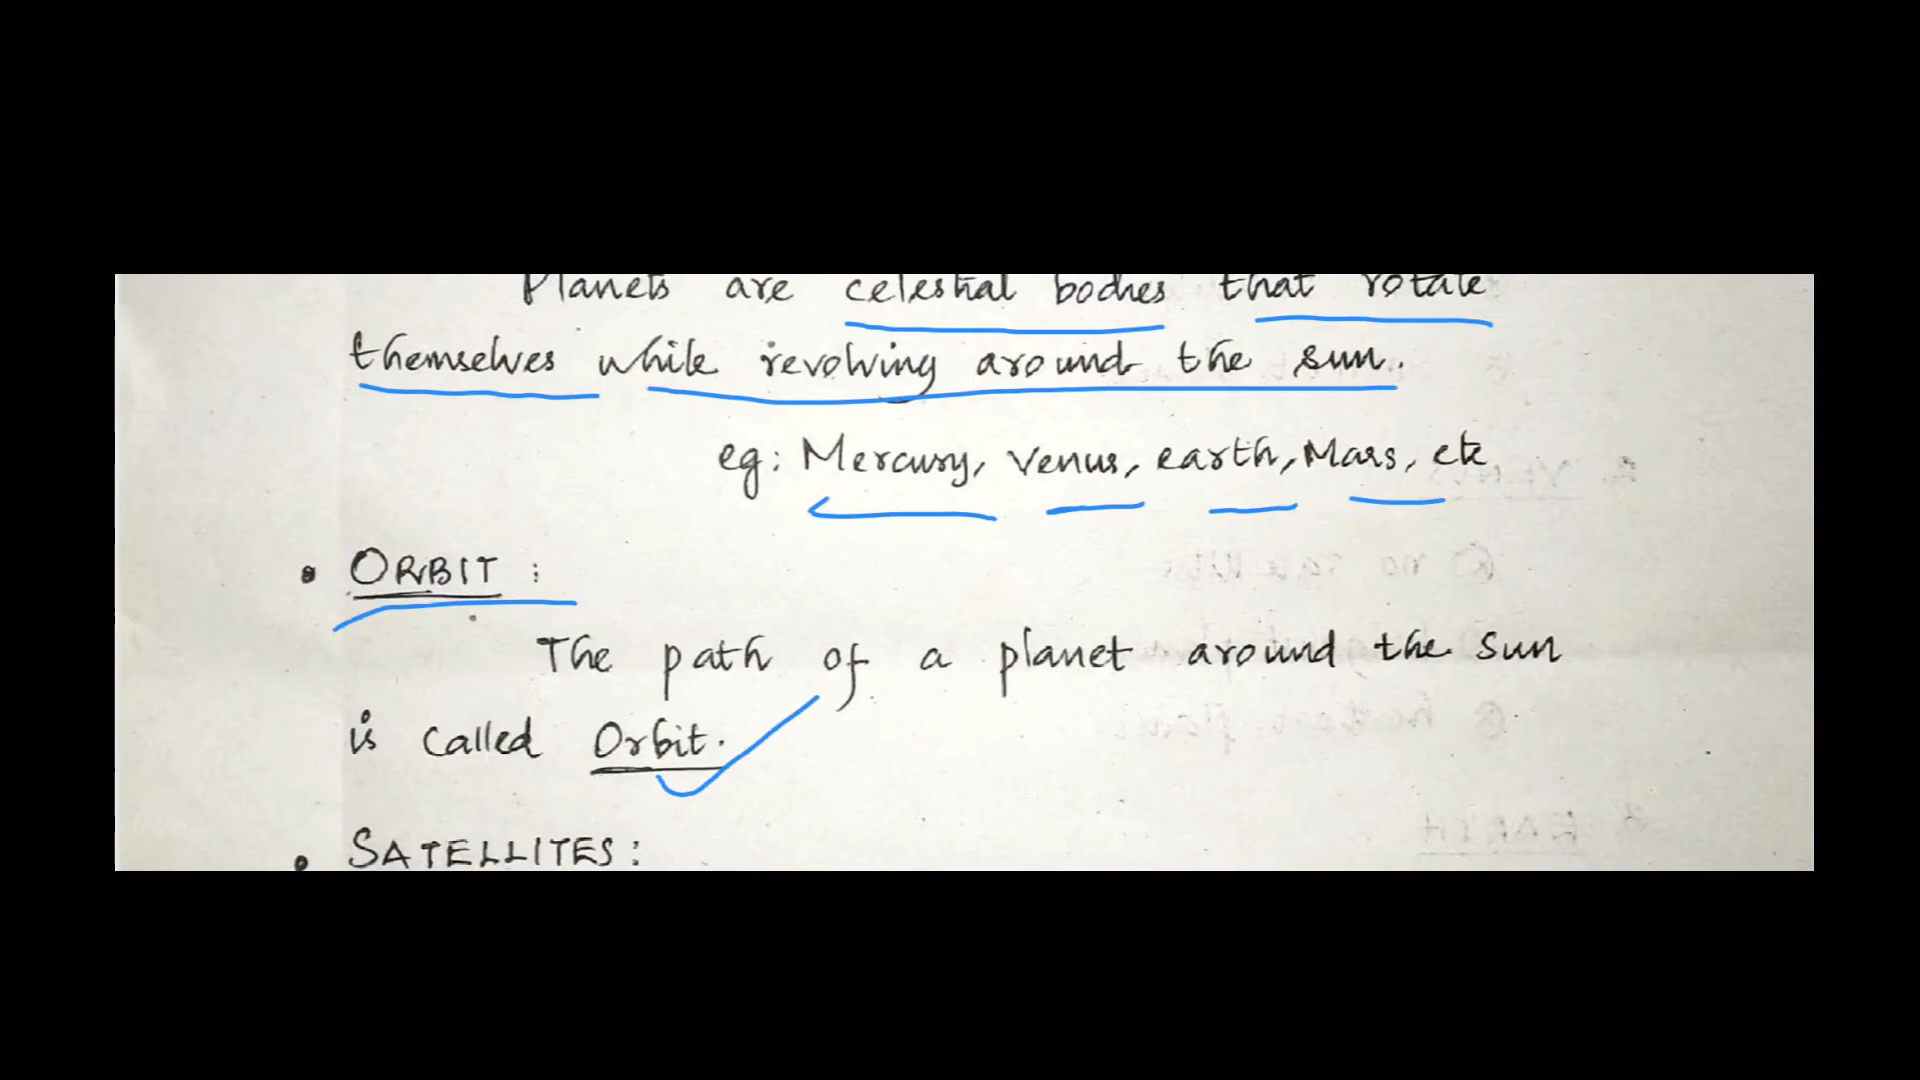 Planets are celestial bodies that rotate
themselves while revolving around the sun.
eg: Mercury, Venus, earth, Mars, etc
• ORBIT :
The path of a planet around the sun
is called Orbit.
• SATELLITES: